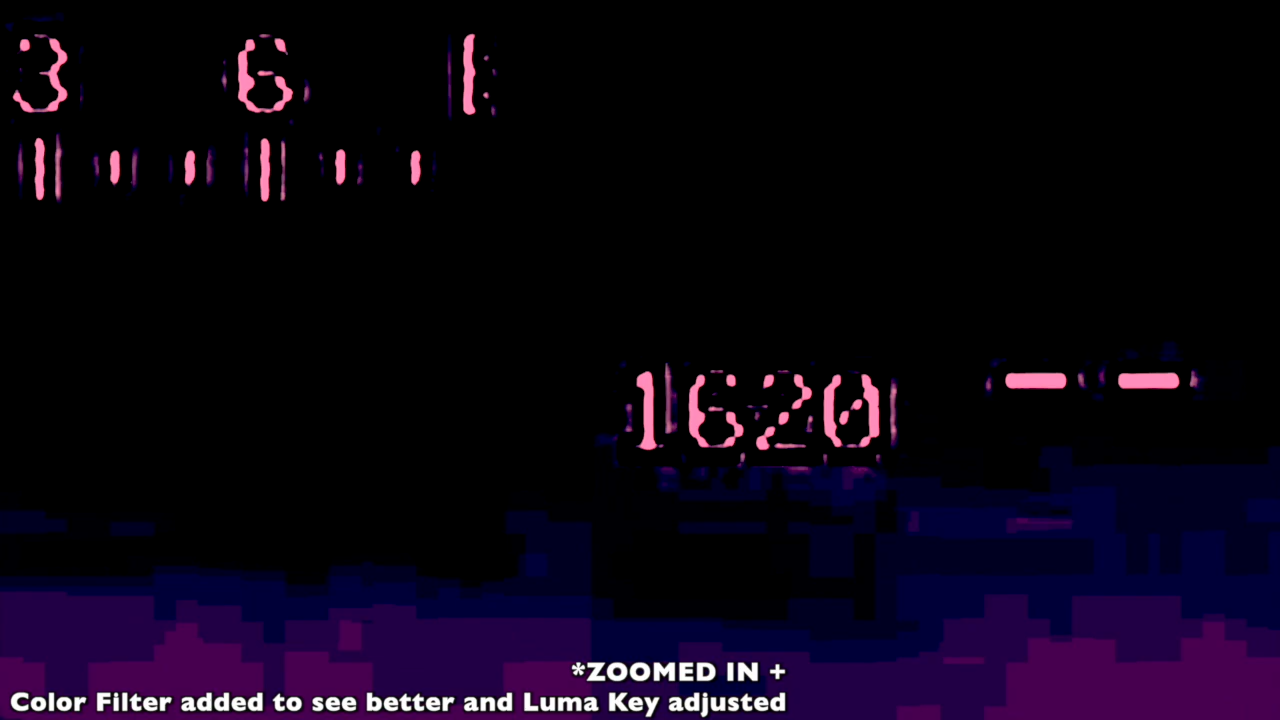 3 6
1620
*ZOOMED IN +
Color Filter added to see better and Luma Key adjusted